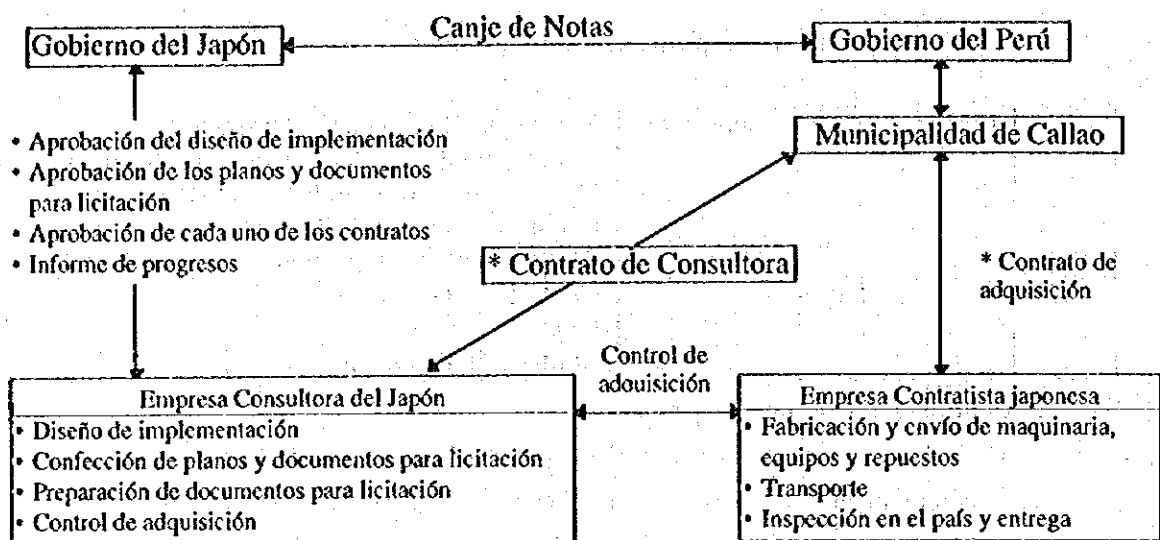 Canje de Notas
Gobierno del Japón
Gobierno del Perú
Municipalidad de Callao
• Aprobación del diseño de implementación
• Aprobación de los planos y documentos
para licitación
• Aprobación de cada uno de los contratos
• Informe de progresos
* Contrato de Consultora
* Contrato de
adquisición
Control de
adquisición
Empresa Consultora del Japón
• Diseño de implementación
• Confección de planos y documentos para licitación
• Preparación de documentos para licitación
• Control de adquisición
Empresa Contratista japonesa
• Fabricación y envío de maquinaria,
equipos y repuestos
• Transporte
• Inspección en el país y entrega